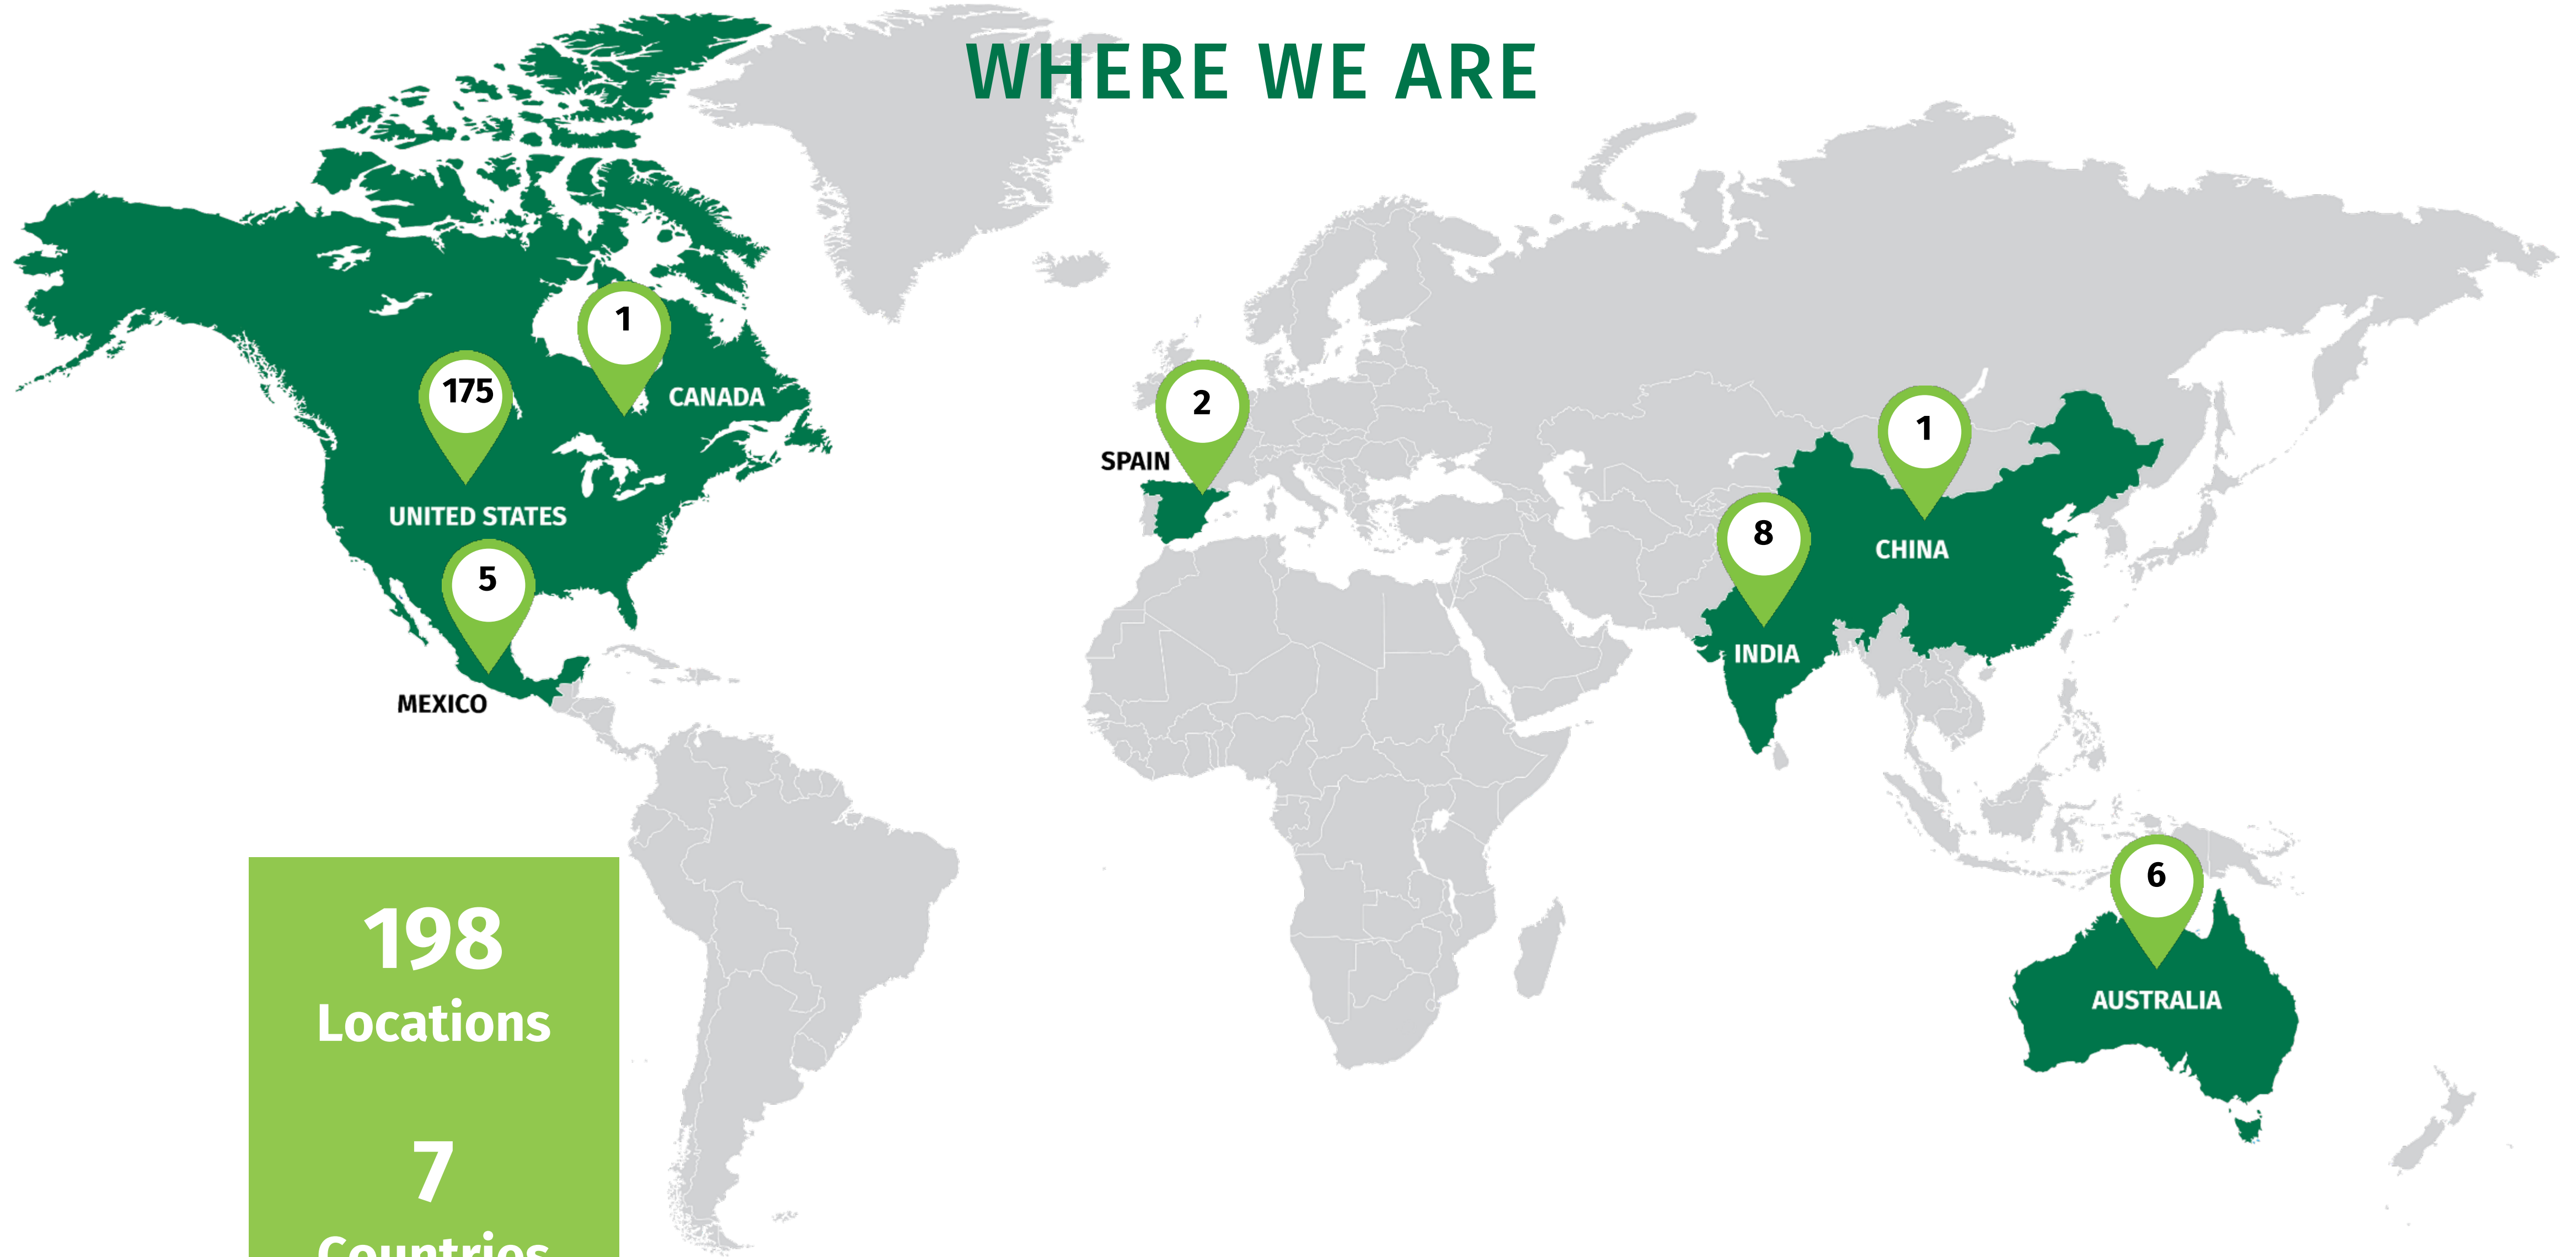 WHERE WE ARE
1
CANADA
175
UNITED STATES
5
MEXICO
2
SPAIN
1
CHINA
8
INDIA
6
AUSTRALIA
198
Locations
7
Countries